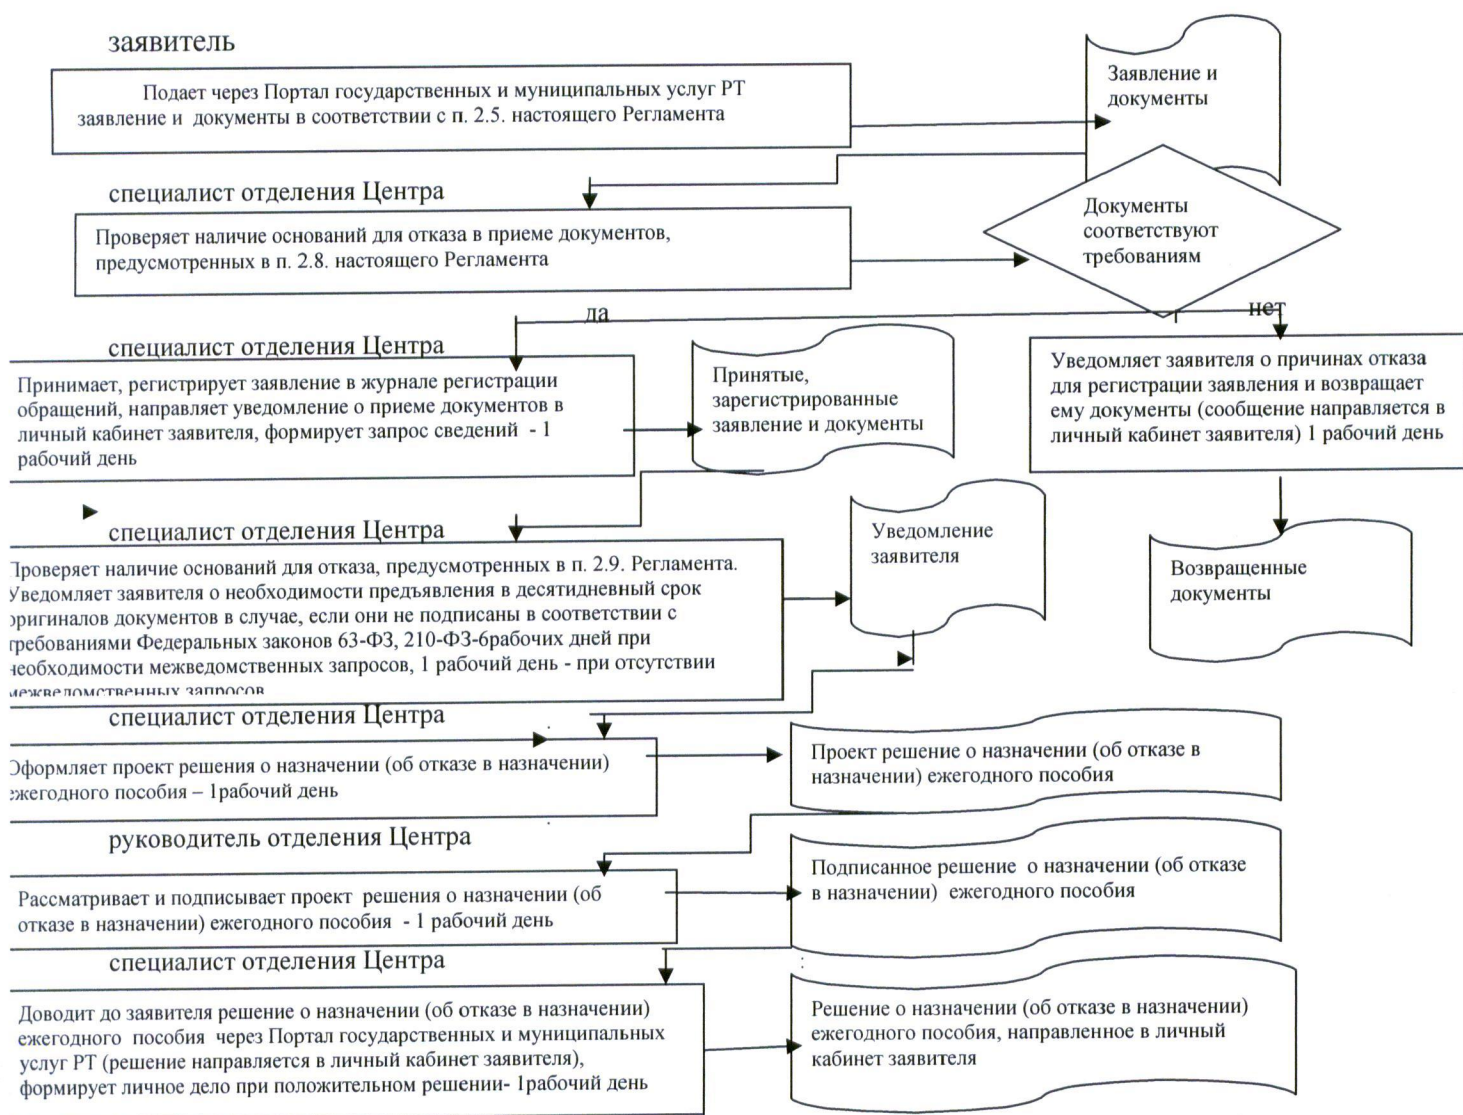 заявитель
Подает через Портал государственных и муниципальных услуг РТ
заявление и документы в соответствии с п. 2.5. настоящего Регламента
Заявление и
документы
специалист отделения Центра
Проверяет наличие оснований для отказа в приеме документов,
предусмотренных в п. 2.8. настоящего Регламента
Документы
соответствуют
требованиям
да
нет
специалист отделения Центра
Принимает, регистрирует заявление в журнале регистрации
обращений, направляет уведомление о приеме документов в
личный кабинет заявителя, формирует запрос сведений - 1
рабочий день
Принятые,
зарегистрированные
заявление и документы
Уведомляет заявителя о причинах отказа
для регистрации заявления и возвращает
ему документы (сообщение направляется в
личный кабинет заявителя) 1 рабочий день
специалист отделения Центра
Проверяет наличие оснований для отказа, предусмотренных в п. 2.9. Регламента.
Уведомляет заявителя о необходимости предъявления в десятидневный срок
оригиналов документов в случае, если они не подписаны в соответствии с
требованиями Федеральных законов 63-ФЗ, 210-ФЗ-6рабочих дней при
необходимости межведомственных запросов, 1 рабочий день - при отсутствии
межведомственных запросов
Уведомление
заявителя
Возвращенные
документы
специалист отделения Центра
Оформляет проект решения о назначении (об отказе в назначении)
ежегодного пособия – 1рабочий день
Проект решение о назначении (об отказе в
назначении) ежегодного пособия
руководитель отделения Центра
Рассматривает и подписывает проект решения о назначении (об
отказе в назначении) ежегодного пособия - 1 рабочий день
Подписанное решение о назначении (об отказе
в назначении) ежегодного пособия
специалист отделения Центра
Доводит до заявителя решение о назначении (об отказе в назначении)
ежегодного пособия через Портал государственных и муниципальных
услуг РТ (решение направляется в личный кабинет заявителя),
формирует личное дело при положительном решении- 1рабочий день
Решение о назначении (об отказе в назначении)
ежегодного пособия, направленное в личный
кабинет заявителя